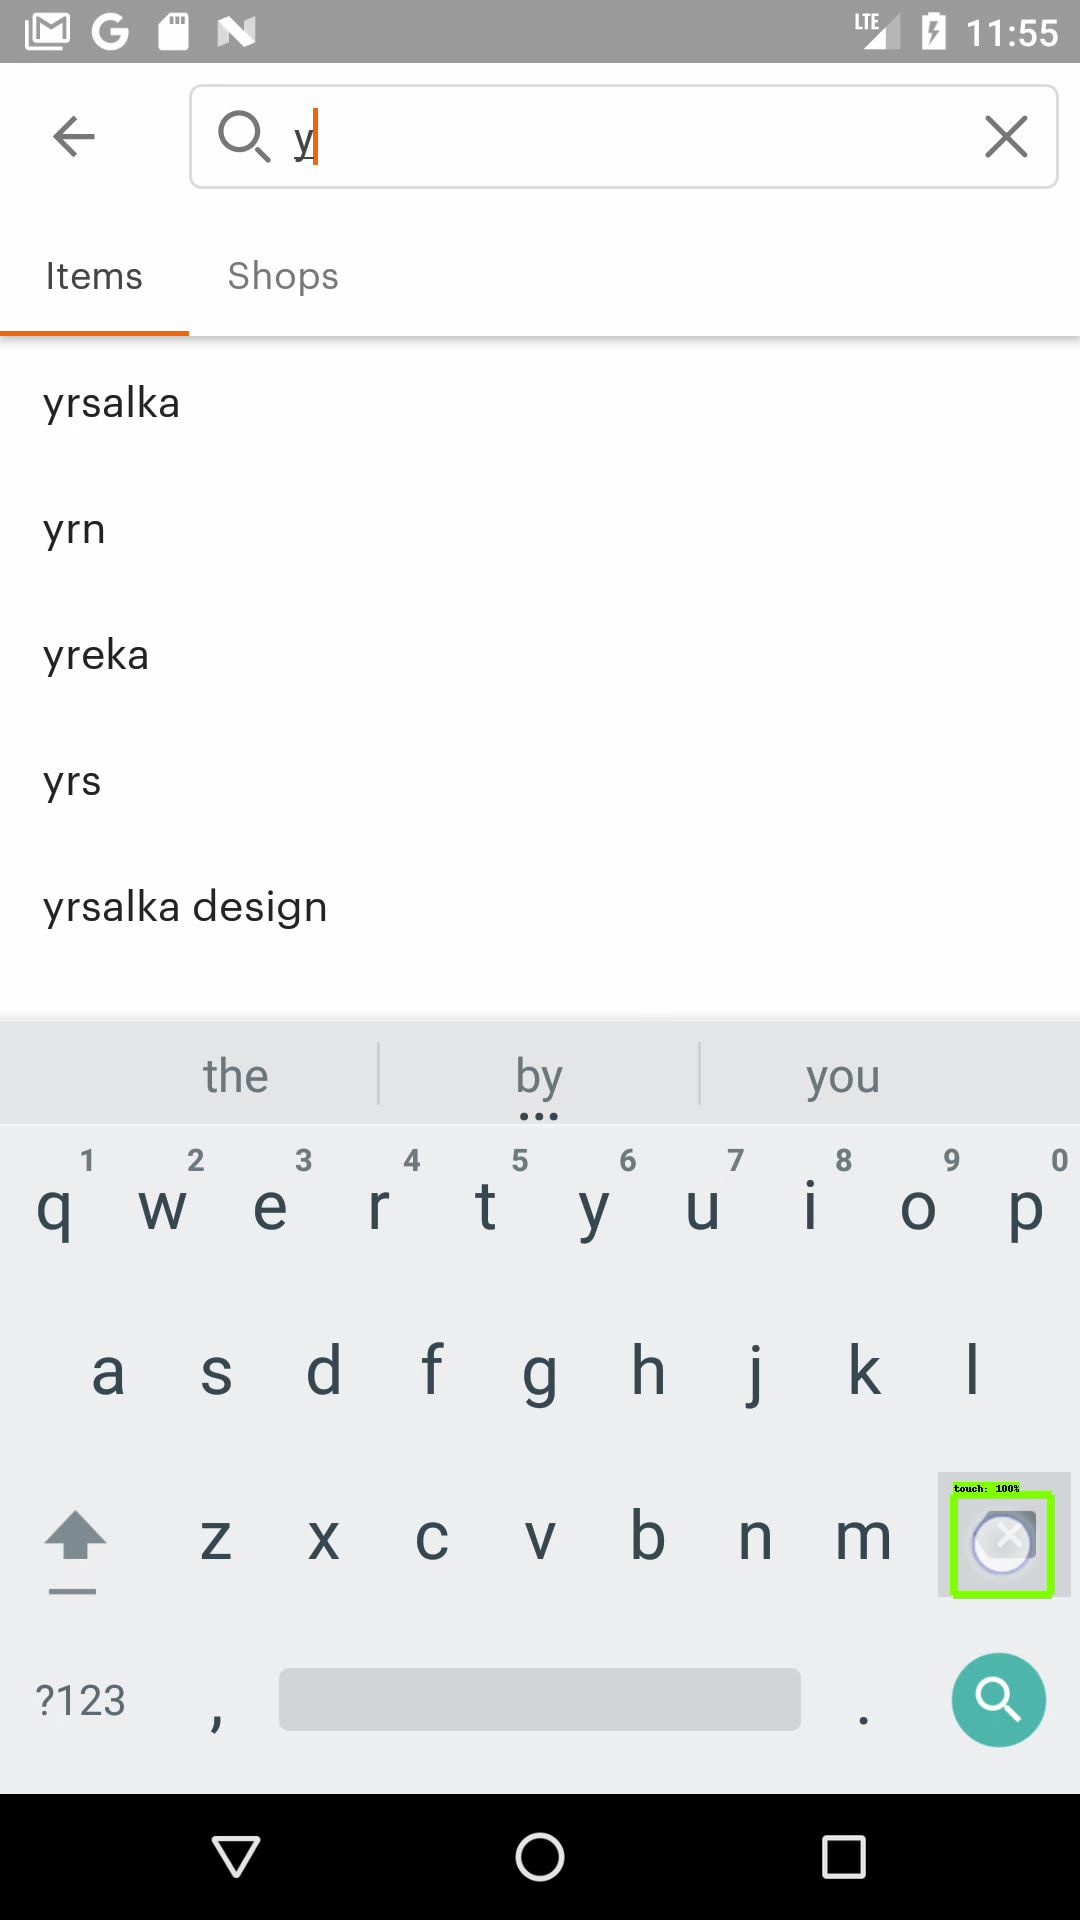 LTE 11:55
y
Items Shops
yrsalka
yrn
yreka
yrs
yrsalka design
the by you
1 2 3 4 5 6 7 8 9 0
q w e r t y u i o p
a s d f g h j k l
touch: 100%
z x c v b n m
?123 , .